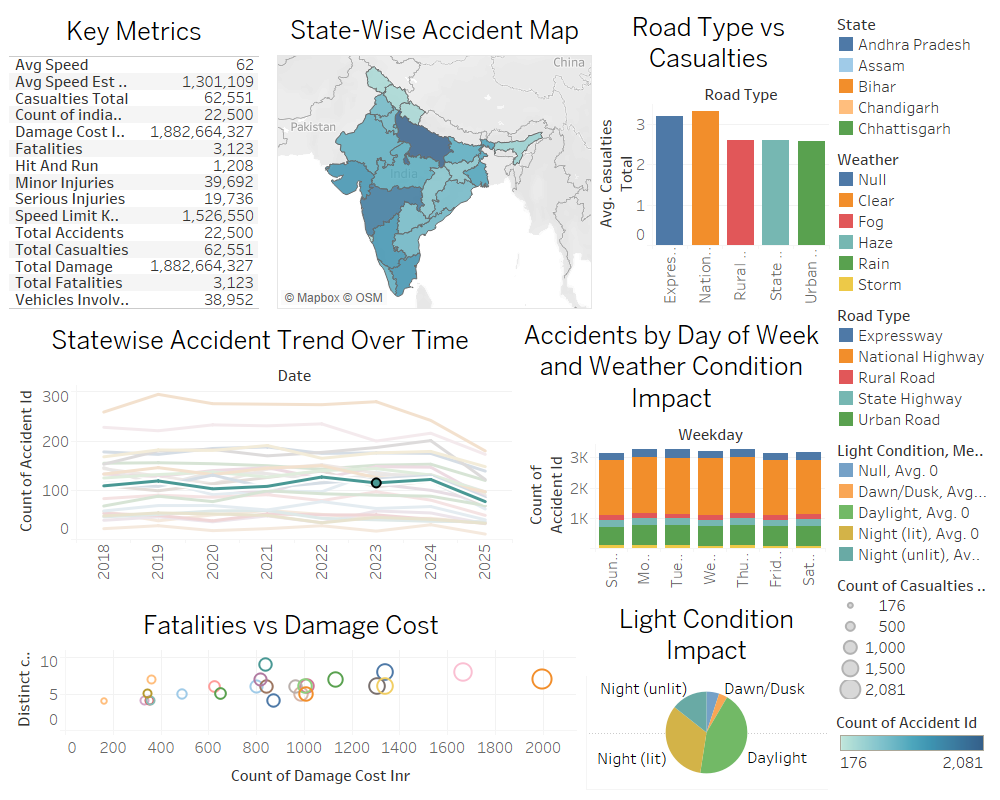 Key Metrics
Avg Speed 62
Avg Speed Est .. 1,301,109
Casualties Total 62,551
Count of india.. 22,500
Damage Cost I.. 1,882,664,327
Fatalities 3,123
Hit And Run 1,208
Minor Injuries 39,692
Serious Injuries 19,736
Speed Limit K.. 1,526,550
Total Accidents 22,500
Total Casualties 62,551
Total Damage 1,882,664,327
Total Fatalities 3,123
Vehicles Involv.. 38,952
State-Wise Accident Map
China
Pakistan
India
© Mapbox © OSM
Road Type vs
Casualties
Road Type
Avg. Casualties
Total
3
2
1
0
Expres..
Nation..
Rural ..
State ..
Urban ..
State
Andhra Pradesh
Assam
Bihar
Chandigarh
Chhattisgarh
Weather
Null
Clear
Fog
Haze
Rain
Storm
Road Type
Expressway
National Highway
Rural Road
State Highway
Urban Road
Light Condition, Me..
Null, Avg. 0
Dawn/Dusk, Avg...
Daylight, Avg. 0
Night (lit), Avg. 0
Night (unlit), Av..
Count of Casualties ..
176
500
1,000
1,500
2,081
Count of Accident Id
176 2,081
Statewise Accident Trend Over Time
Date
Count of Accident Id
300
200
100
0
2018 2019 2020 2021 2022 2023 2024 2025
Accidents by Day of Week
and Weather Condition
Impact
Weekday
Count of
Accident Id
3K
2K
1K
Sun..
Mo..
Tue..
We..
Thu..
Frid..
Sat..
Fatalities vs Damage Cost
Distinct c..
10
5
0
0 200 400 600 800 1000 1200 1400 1600 1800 2000
Count of Damage Cost Inr
Light Condition
Impact
Night (unlit)
Dawn/Dusk
Night (lit)
Daylight